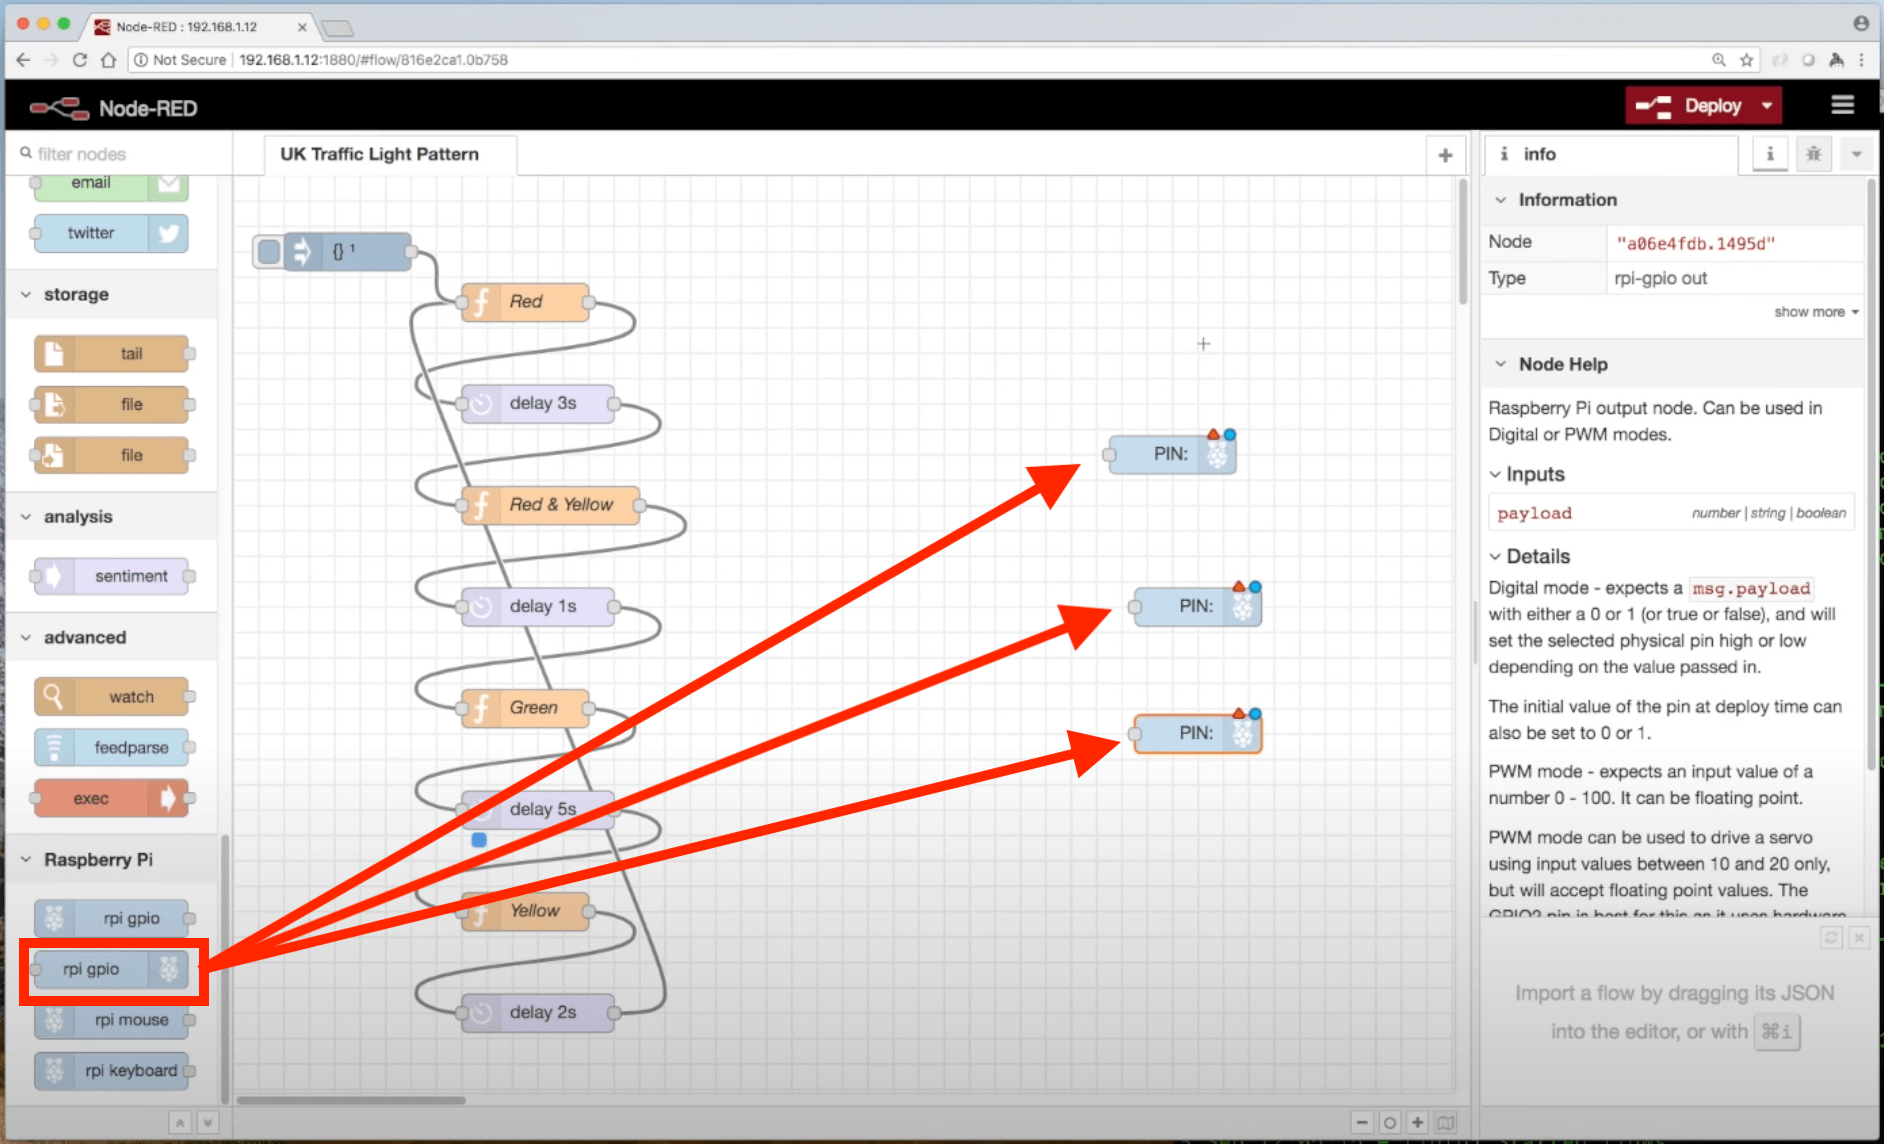 Node-RED : 192.168.1.12
Not Secure
192.168.1.12:1880/#flow/816e2ca1.0b758
Node-RED
Deploy
filter nodes
email
twitter
storage
tail
file
file
analysis
sentiment
advanced
watch
feedparse
exec
Raspberry Pi
rpi gpio
rpi gpio
rpi mouse
rpi keyboard
UK Traffic Light Pattern
{} ¹
Red
delay 3s
Red & Yellow
delay 1s
Green
delay 5s
Yellow
delay 2s
PIN:
PIN:
PIN:
i info
i
Information
Node "a06e4fdb.1495d"
Type rpi-gpio out
show more
Node Help
Raspberry Pi output node. Can be used in
Digital or PWM modes.
Inputs
payload number | string | boolean
Details
Digital mode - expects a msg.payload
with either a 0 or 1 (or true or false), and will
set the selected physical pin high or low
depending on the value passed in.
The initial value of the pin at deploy time can
also be set to 0 or 1.
PWM mode - expects an input value of a
number 0 - 100. It can be floating point.
PWM mode can be used to drive a servo
using input values between 10 and 20 only,
but will accept floating point values. The
GPIO2 pin is best for this as it uses hardware
Import a flow by dragging its JSON
into the editor, or with ⌘i